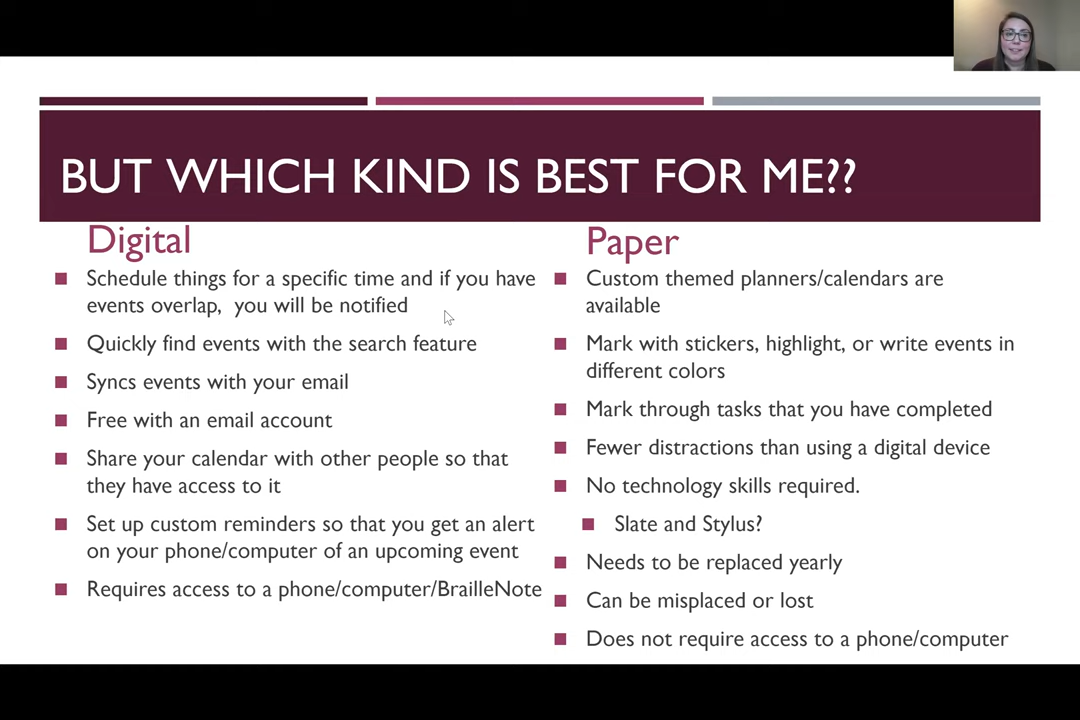 BUT WHICH KIND IS BEST FOR ME??
Digital
Schedule things for a specific time and if you have
events overlap,  you will be notified
Quickly find events with the search feature
Syncs events with your email
Free with an email account
Share your calendar with other people so that
they have access to it
Set up custom reminders so that you get an alert
on your phone/computer of an upcoming event
Requires access to a phone/computer/BrailleNote
Paper
Custom themed planners/calendars are
available
Mark with stickers, highlight, or write events in
different colors
Mark through tasks that you have completed
Fewer distractions than using a digital device
No technology skills required.
Slate and Stylus?
Needs to be replaced yearly
Can be misplaced or lost
Does not require access to a phone/computer